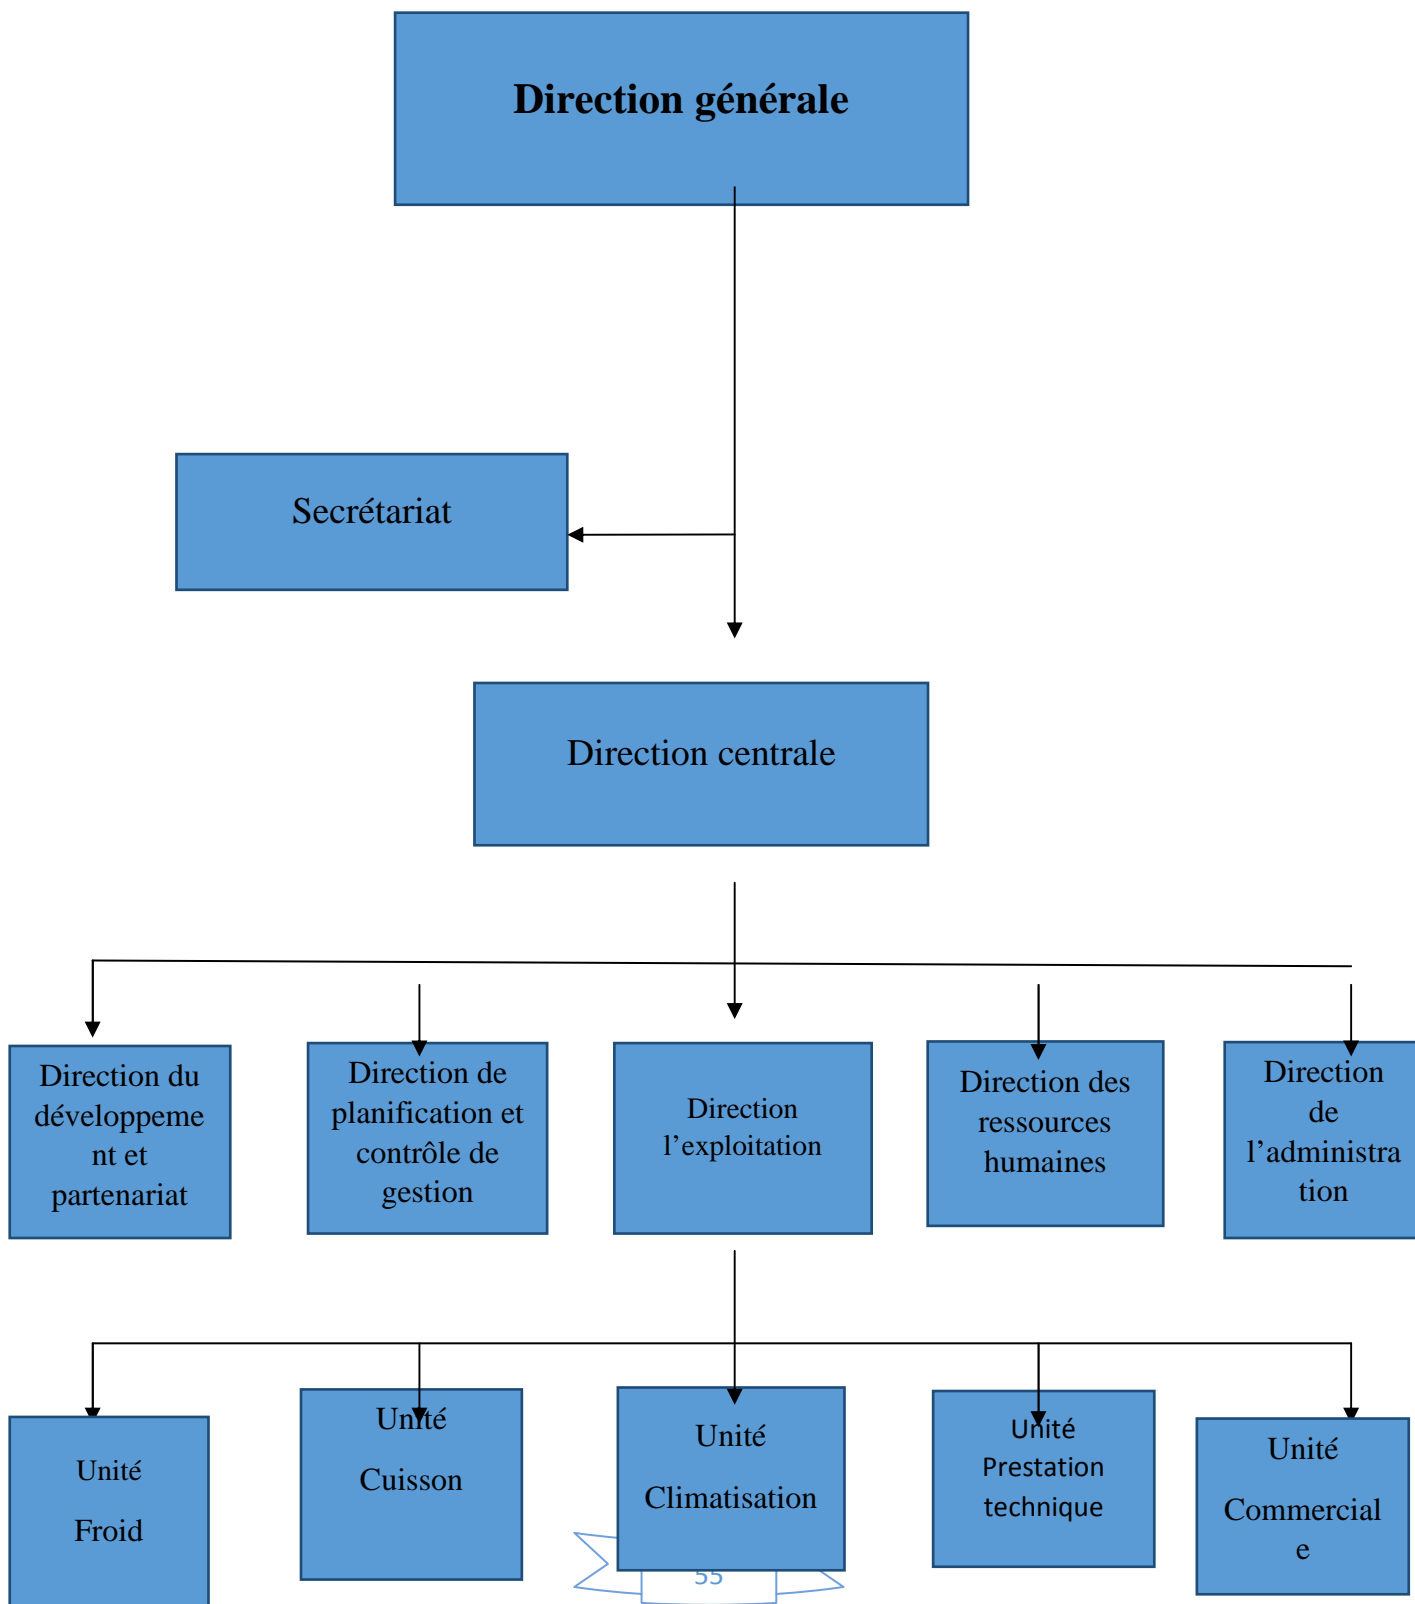 Direction générale
Secrétariat
Direction centrale
Direction du
développeme
nt et
partenariat
Direction de
planification et
contrôle de
gestion
Direction
l’exploitation
Direction des
ressources
humaines
Direction
de
l’administra
tion
Unité
Froid
Unité
Cuisson
Unité
Climatisation
Unité
Prestation
technique
Unité
Commercial
e
55